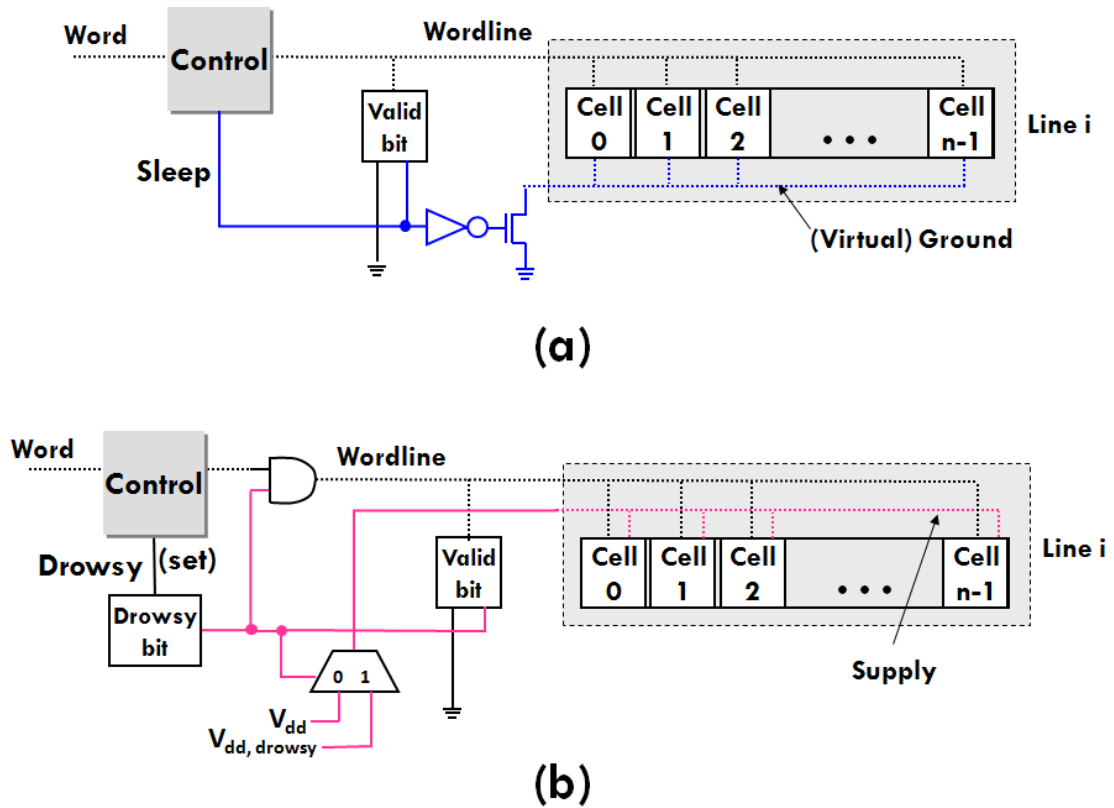 Word
Control
Wordline
Valid
bit
Cell
0
Cell
1
Cell
2
• • •
Cell
n-1
Line i
Sleep
(Virtual) Ground
(a)
Word
Control
Wordline
Drowsy
(set)
Drowsy
bit
Valid
bit
Cell
0
Cell
1
Cell
2
• • •
Cell
n-1
Line i
0 1
Supply
Vdd
Vdd, drowsy
(b)